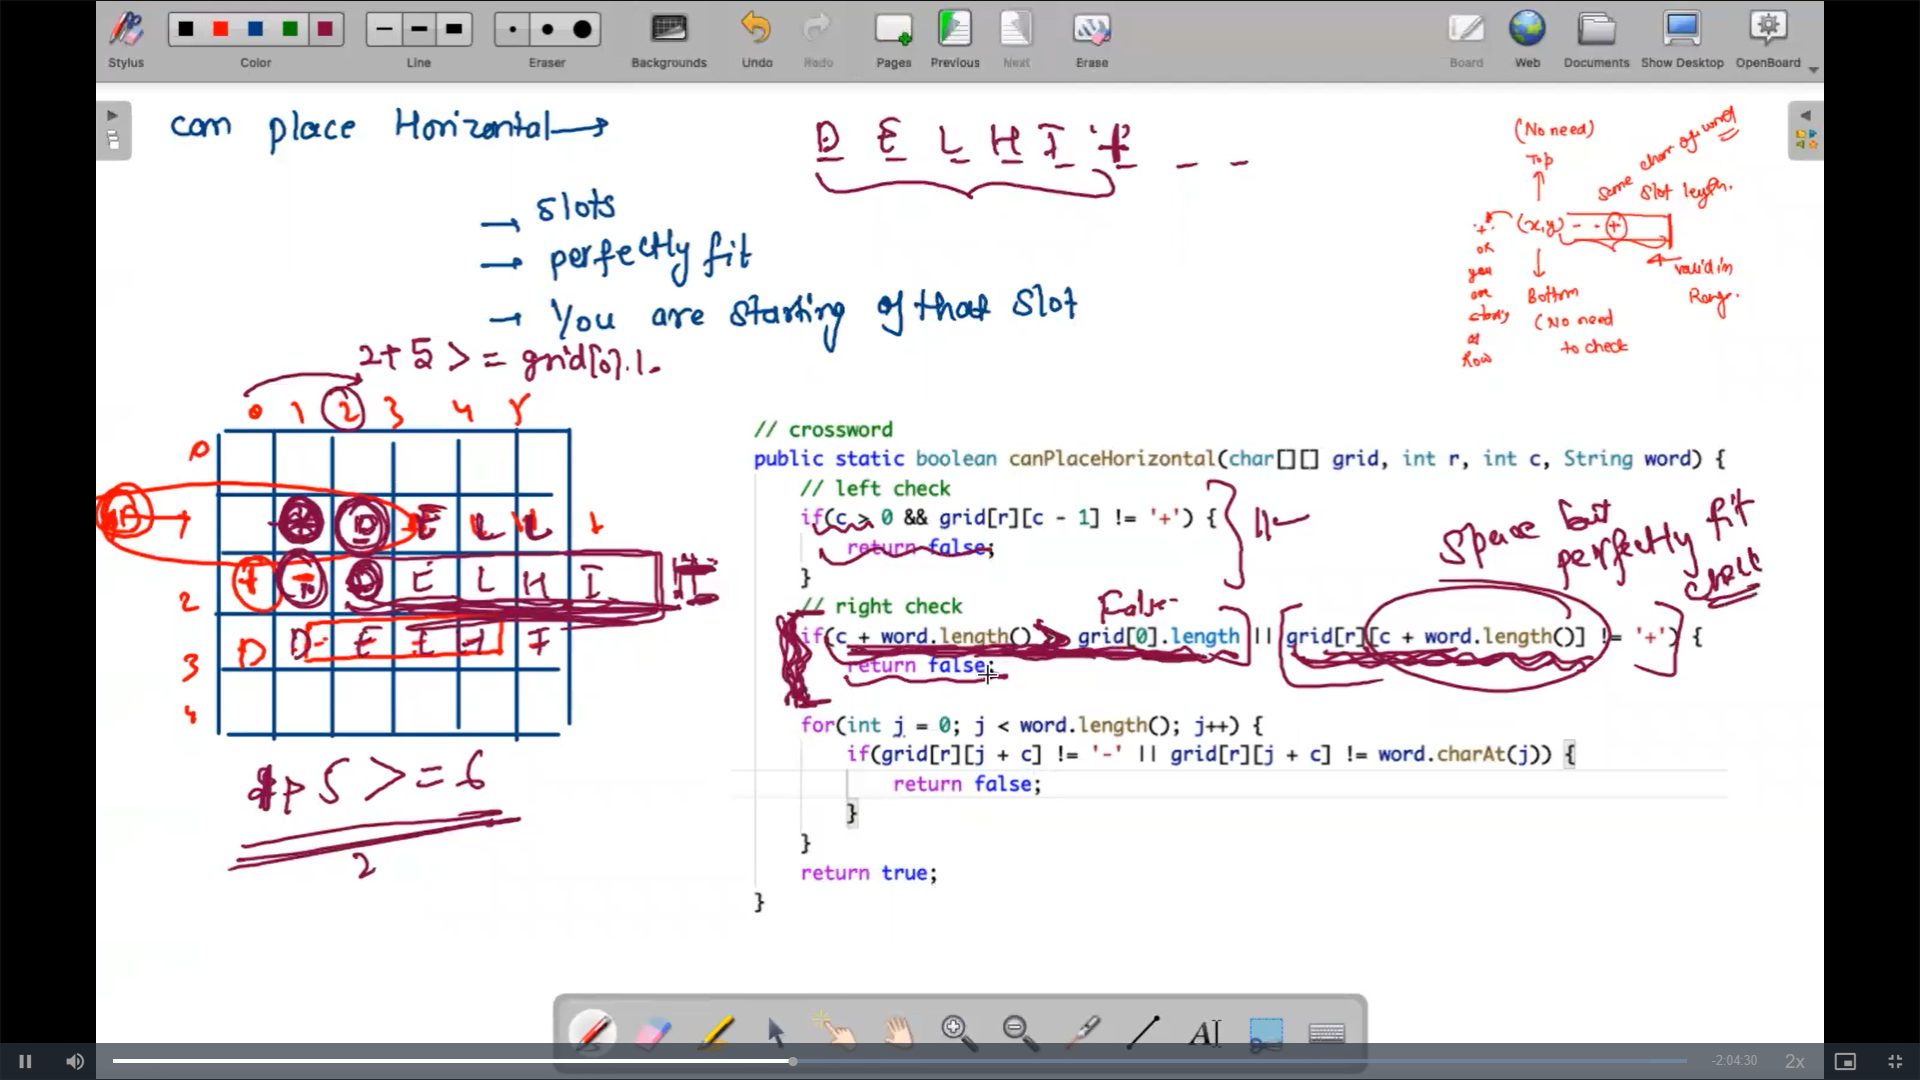 Stylus Color Line Eraser Backgrounds Undo Redo Pages Previous Next Erase Board Web Documents Show Desktop OpenBoard
can place Horizontal
D E L H I + _ _
→ slots
→ perfectly fit
→ You are starting of that slot
(No need)
Top
same char of word
slot length.
(x,y) - - +
'+'
or
you
are
at
Row
valid in
Range.
Bottom
(No need
to check
2+5 >= grid[0].l.
0 1 2 3 4 5
0
1 D E L
2 + - D E L H I
3 D D E L H I
4
5 >= 6
2
// crossword
public static boolean canPlaceHorizontal(char[][] grid, int r, int c, String word) {
// left check
if(c > 0 && grid[r][c - 1] != '+') {
return false;
}
// right check
False
if(c + word.length() > grid[0].length || grid[r][c + word.length()] != '+') {
return false;
for(int j = 0; j < word.length(); j++) {
if(grid[r][j + c] != '-' || grid[r][j + c] != word.charAt(j)) {
return false;
}
}
return true;
}
Space but
perfectly fit
check
-2:04:30 2x